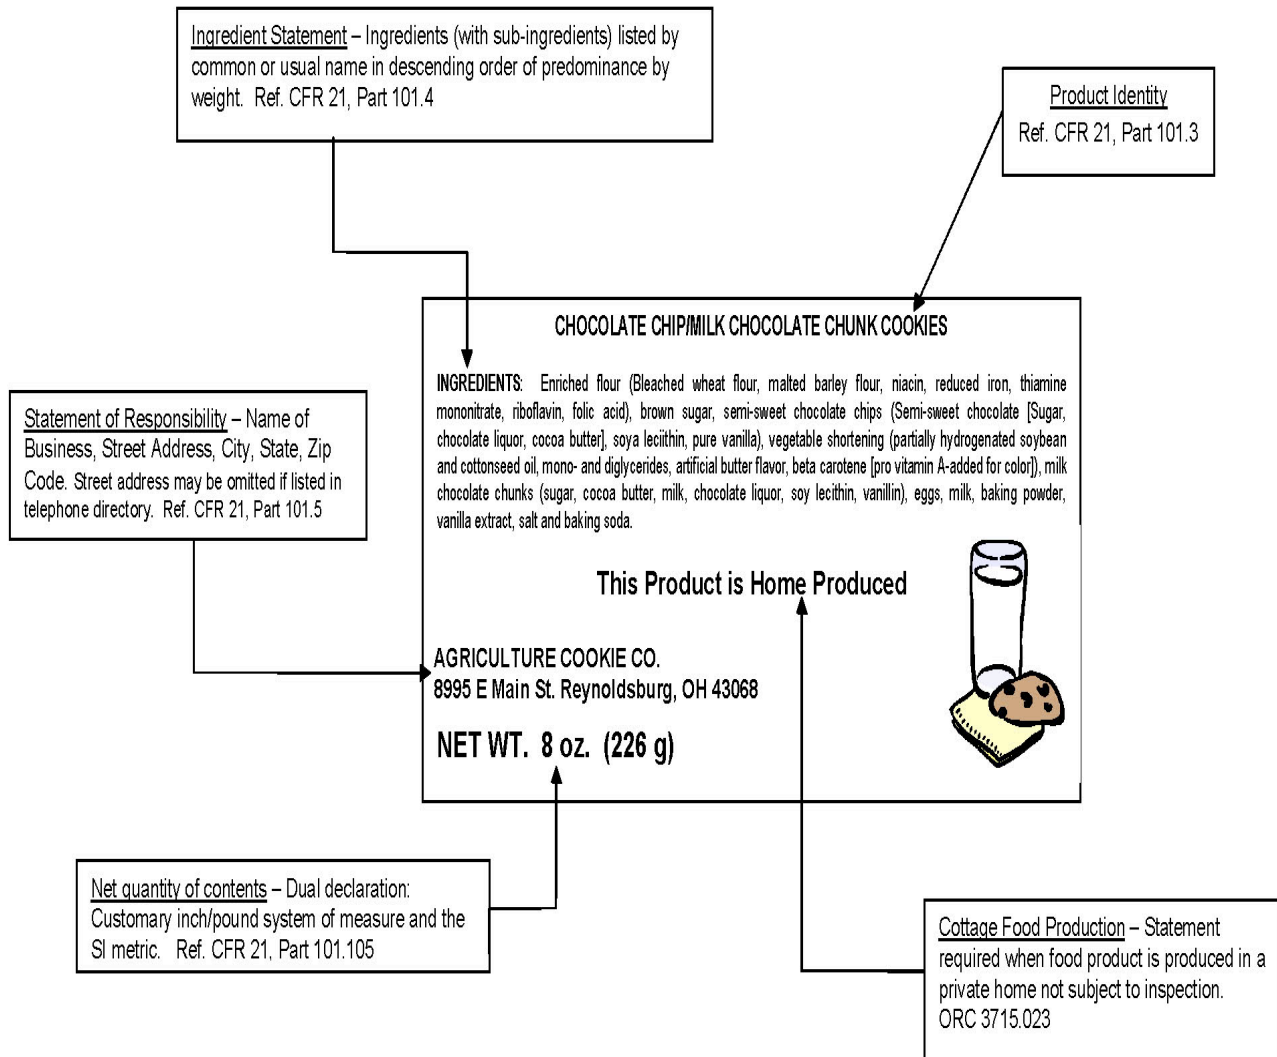 Ingredient Statement – Ingredients (with sub-ingredients) listed by
common or usual name in descending order of predominance by
weight. Ref. CFR 21, Part 101.4
Product Identity
Ref. CFR 21, Part 101.3
CHOCOLATE CHIP/MILK CHOCOLATE CHUNK COOKIES
INGREDIENTS: Enriched flour (Bleached wheat flour, malted barley flour, niacin, reduced iron, thiamine
mononitrate, riboflavin, folic acid), brown sugar, semi-sweet chocolate chips (Semi-sweet chocolate [Sugar,
chocolate liquor, cocoa butter], soya leciithin, pure vanilla), vegetable shortening (partially hydrogenated soybean
and cottonseed oil, mono- and diglycerides, artificial butter flavor, beta carotene [pro vitamin A-added for color]), milk
chocolate chunks (sugar, cocoa butter, milk, chocolate liquor, soy lecithin, vanillin), eggs, milk, baking powder,
vanilla extract, salt and baking soda.
Statement of Responsibility – Name of
Business, Street Address, City, State, Zip
Code. Street address may be omitted if listed in
telephone directory. Ref. CFR 21, Part 101.5
This Product is Home Produced
AGRICULTURE COOKIE CO.
8995 E Main St. Reynoldsburg, OH 43068
NET WT. 8 oz. (226 g)
Net quantity of contents – Dual declaration:
Customary inch/pound system of measure and the
SI metric. Ref. CFR 21, Part 101.105
Cottage Food Production – Statement
required when food product is produced in a
private home not subject to inspection.
ORC 3715.023